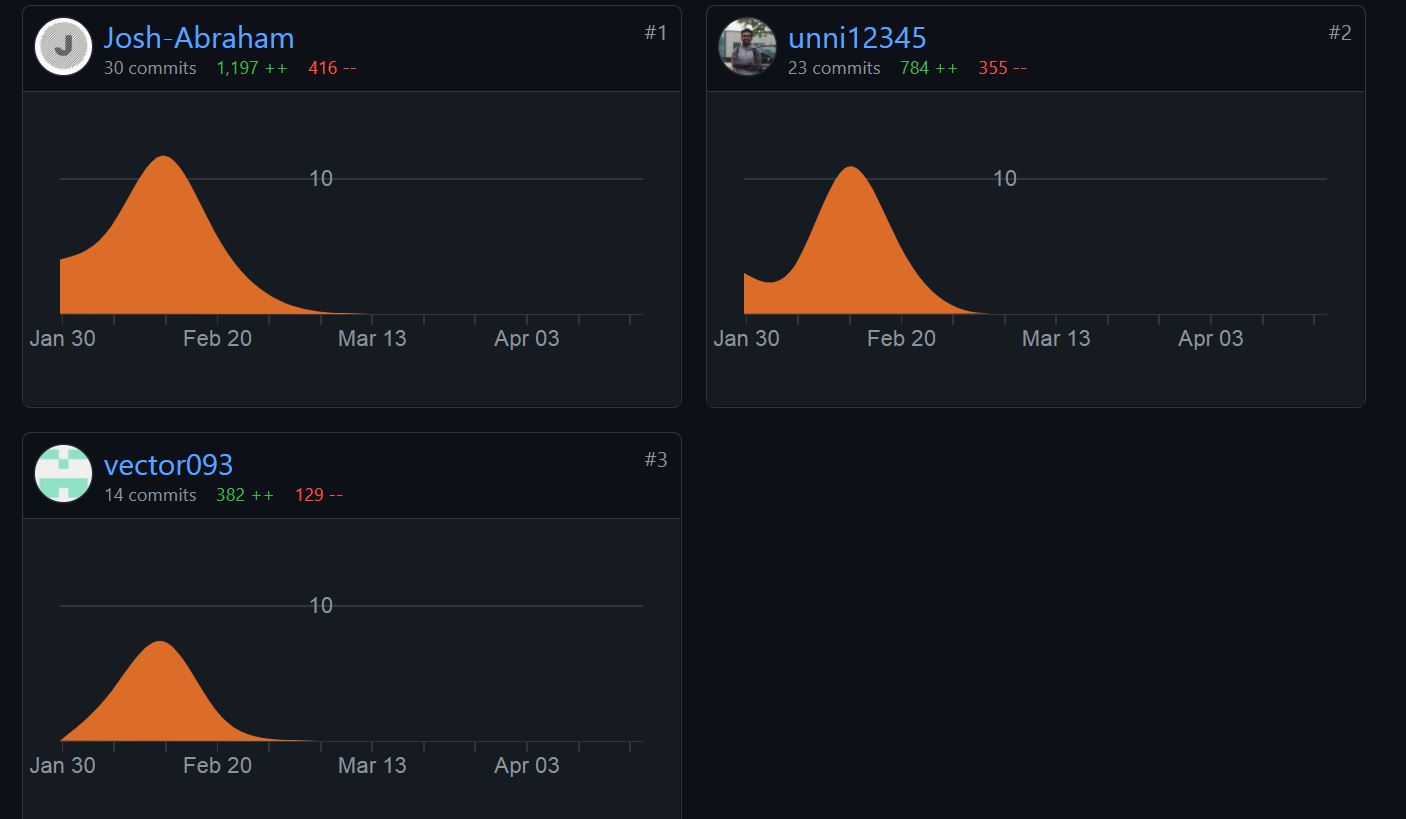 J Josh-Abraham #1
30 commits 1,197 ++ 416 --
10
Jan 30 Feb 20 Mar 13 Apr 03
unni12345 #2
23 commits 784 ++ 355 --
10
Jan 30 Feb 20 Mar 13 Apr 03
vector093 #3
14 commits 382 ++ 129 --
10
Jan 30 Feb 20 Mar 13 Apr 03